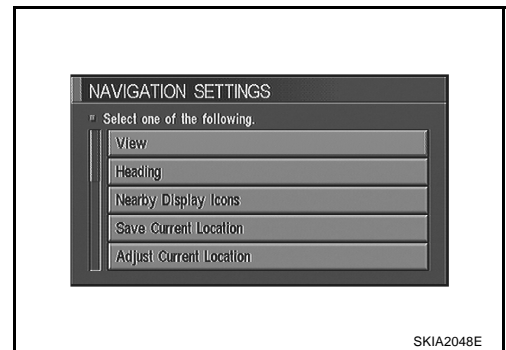 NAVIGATION SETTINGS
Select one of the following.
View
Heading
Nearby Display Icons
Save Current Location
Adjust Current Location
SKIA2048E